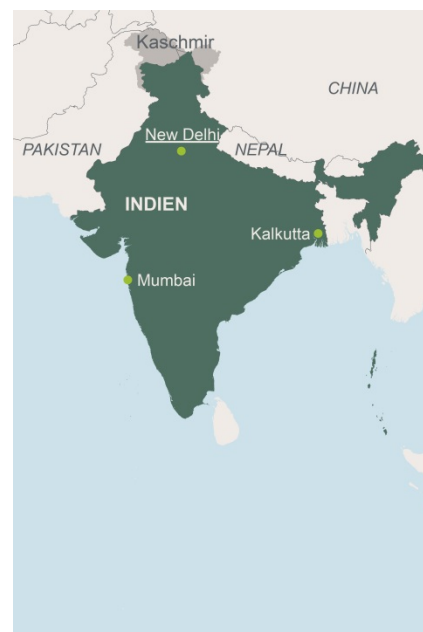 Kaschmir
CHINA
New Delhi
PAKISTAN
NEPAL
INDIEN
Kalkutta
Mumbai